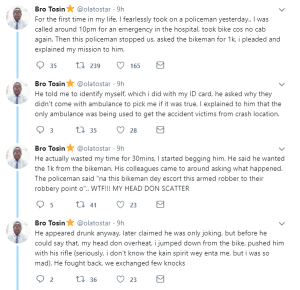 Bro Tosin @olatostar · 9h
For the first time in my life, I fearlessly took on a policeman yesterday.. I was
called around 10pm for an emergency in the hospital, took bike cos no cab
again. Then this policeman stopped us, asked the bikeman for 1k, i pleaded and
explained my mission to him.
35 239 165
Bro Tosin @olatostar · 9h
He told me to identify myself, which i did with my ID card, he asked why they
didn't come with ambulance to pick me if it was true, I explained to him that the
only ambulance was being used to get the accident victims from crash location.
3 35 28
Bro Tosin @olatostar · 9h
He actually wasted my time for 30mins. I started begging him. He said he wanted
the 1k from the bikeman. His colleagues came to around asking what happened.
The policeman said "na this bikeman dey escort this armed robber to their
robbery point o".. WTF!!! MY HEAD DON SCATTER
5 41 23
Bro Tosin @olatostar · 9h
He appeared drunk anyway, later claimed he was only joking, but before he
could say that, my head don overheat, i jumped down from the bike, pushed him
with his rifle (seriously, i don't know the kain spirit wey enta me, but i was so
mad). He fought back, we exchanged few knocks
2 36 23